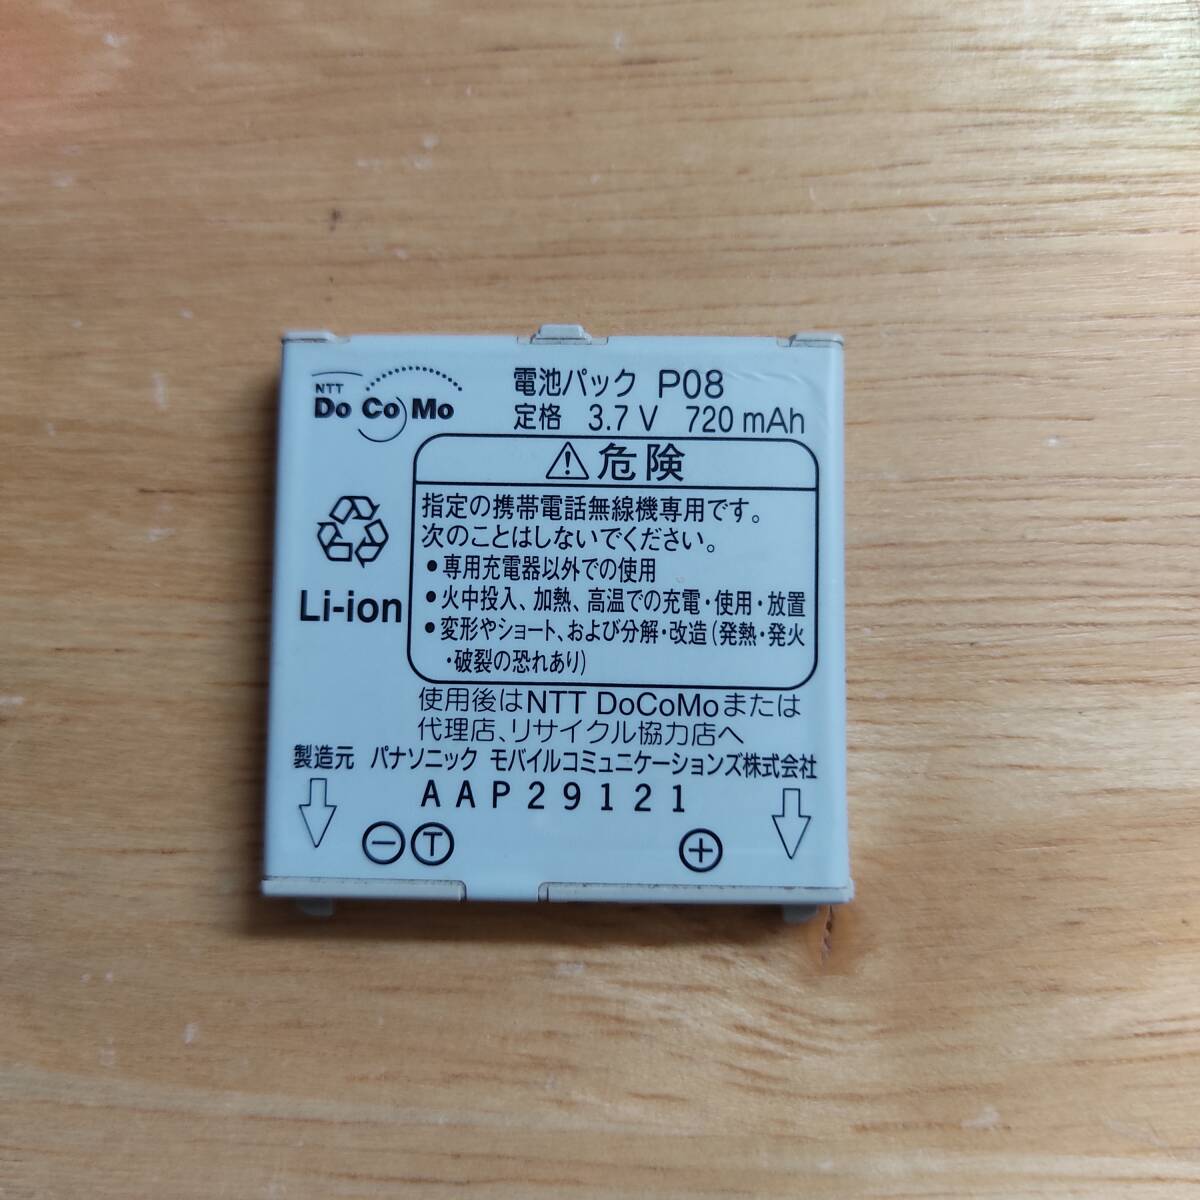 NTT
DoCoMo
電池パック P08
定格 3.7 V 720 mAh
危険
指定の携帯電話無線機専用です。
次のことはしないでください。
• 専用充電器以外での使用
• 火中投入、加熱、高温での充電・使用・放置
• 変形やショート、および分解・改造(発熱・発火
・破裂の恐れあり)
Li-ion
使用後はNTT DoCoMoまたは
代理店、リサイクル協力店へ
製造元 パナソニック モバイルコミュニケーションズ株式会社
AAP29121
⊖ Ⓣ ⊕